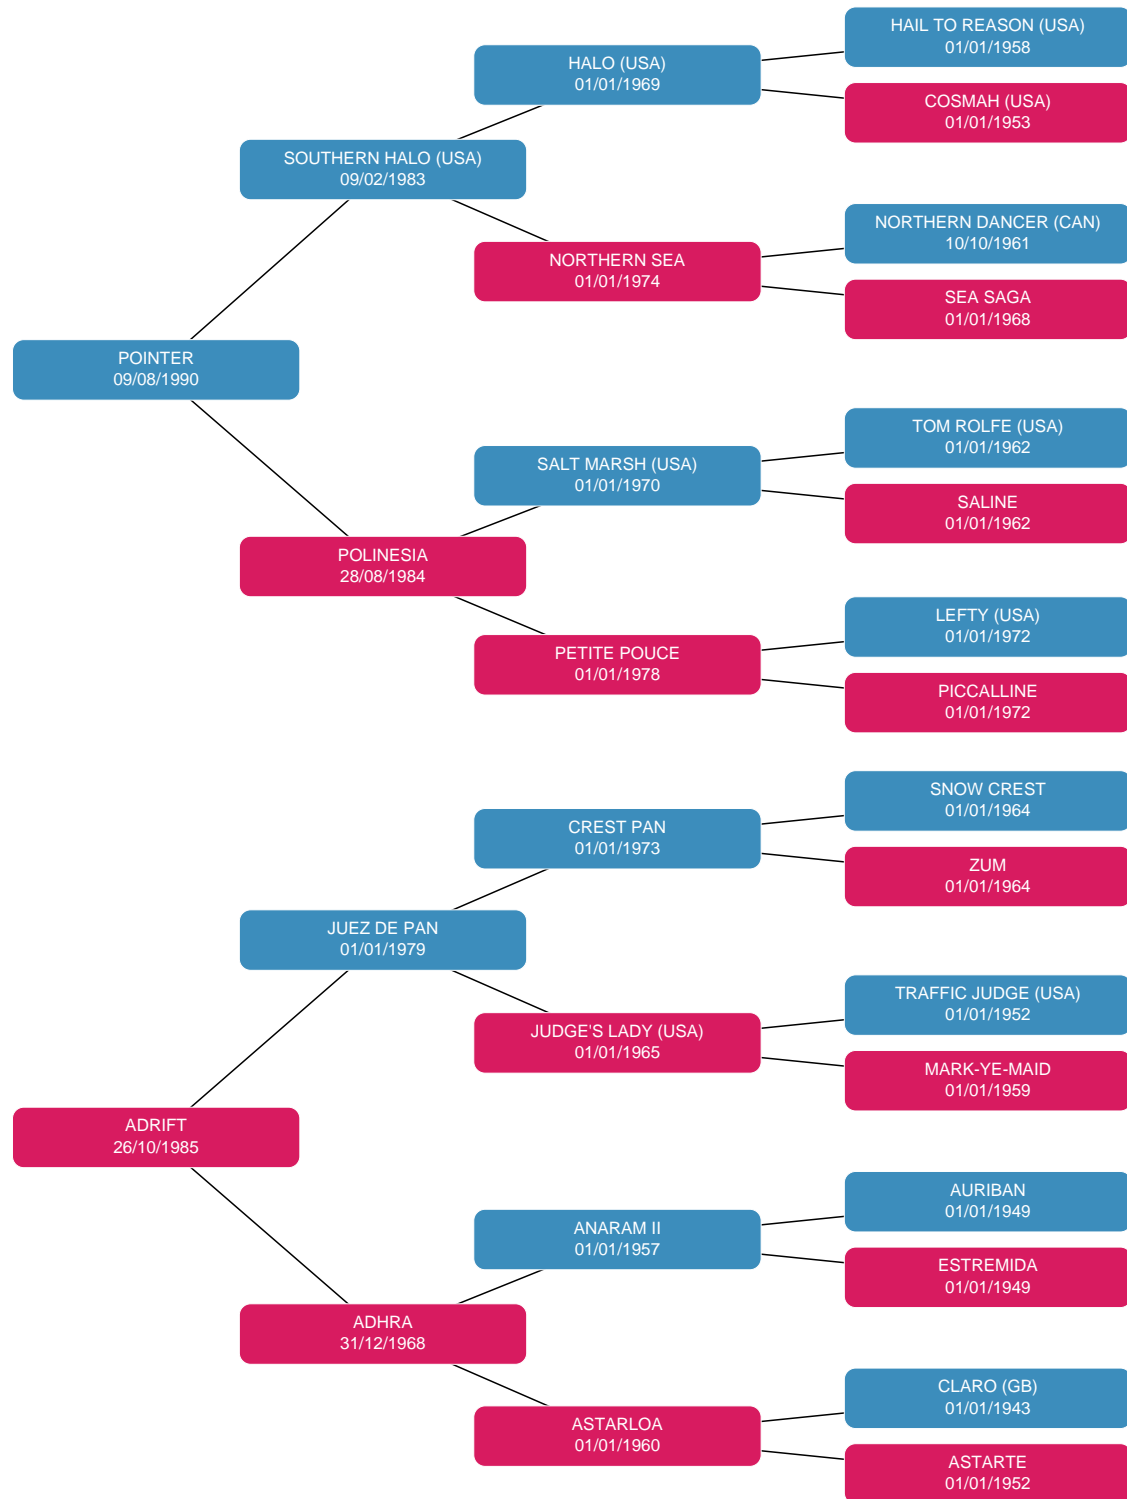 HAIL TO REASON (USA)
01/01/1958
HALO (USA)
01/01/1969
COSMAH (USA)
01/01/1953
SOUTHERN HALO (USA)
09/02/1983
NORTHERN DANCER (CAN)
10/10/1961
NORTHERN SEA
01/01/1974
SEA SAGA
01/01/1968
POINTER
09/08/1990
TOM ROLFE (USA)
01/01/1962
SALT MARSH (USA)
01/01/1970
SALINE
01/01/1962
POLINESIA
28/08/1984
LEFTY (USA)
01/01/1972
PETITE POUCE
01/01/1978
PICCALLINE
01/01/1972
SNOW CREST
01/01/1964
CREST PAN
01/01/1973
ZUM
01/01/1964
JUEZ DE PAN
01/01/1979
TRAFFIC JUDGE (USA)
01/01/1952
JUDGE'S LADY (USA)
01/01/1965
MARK-YE-MAID
01/01/1959
ADRIFT
26/10/1985
AURIBAN
01/01/1949
ANARAM II
01/01/1957
ESTREMIDA
01/01/1949
ADHRA
31/12/1968
CLARO (GB)
01/01/1943
ASTARLOA
01/01/1960
ASTARTE
01/01/1952